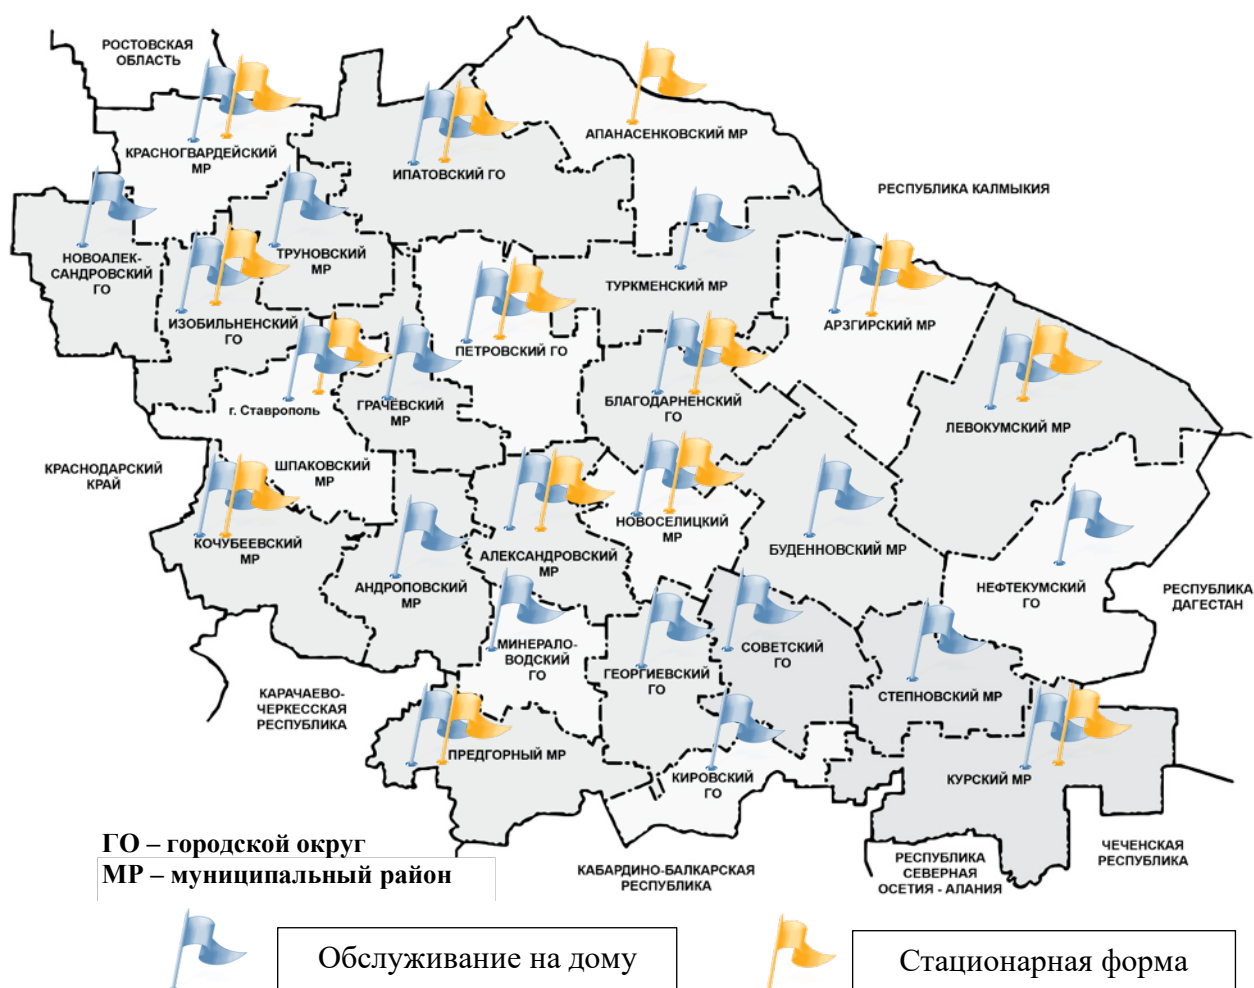 РОСТОВСКАЯ
ОБЛАСТЬ
АПАНАСЕНКОВСКИЙ МР
КРАСНОГВАРДЕЙСКИЙ
МР
ИПАТОВСКИЙ ГО
РЕСПУБЛИКА КАЛМЫКИЯ
НОВОАЛЕК-
САНДРОВСКИЙ
ГО
ТРУНОВСКИЙ
МР
ТУРКМЕНСКИЙ МР
ИЗОБИЛЬНЕНСКИЙ
ГО
АРЗГИРСКИЙ МР
ПЕТРОВСКИЙ ГО
г. Ставрополь
ГРАЧЕВСКИЙ
МР
БЛАГОДАРНЕНСКИЙ
ГО
ЛЕВОКУМСКИЙ МР
КРАСНОДАРСКИЙ
КРАЙ
ШПАКОВСКИЙ
МР
НОВОСЕЛИЦКИЙ
МР
КОЧУБЕЕВСКИЙ
МР
АЛЕКСАНДРОВСКИЙ
МР
БУДЕННОВСКИЙ МР
АНДРОПОВСКИЙ
МР
НЕФТЕКУМСКИЙ
ГО
РЕСПУБЛИКА
ДАГЕСТАН
МИНЕРАЛО-
ВОДСКИЙ
ГО
ГЕОРГИЕВСКИЙ
ГО
СОВЕТСКИЙ
ГО
СТЕПНОВСКИЙ МР
КАРАЧАЕВО-
ЧЕРКЕССКАЯ
РЕСПУБЛИКА
ПРЕДГОРНЫЙ МР
КИРОВСКИЙ
ГО
КУРСКИЙ МР
ГО – городской округ
МР – муниципальный район
КАБАРДИНО-БАЛКАРСКАЯ
РЕСПУБЛИКА
РЕСПУБЛИКА
СЕВЕРНАЯ
ОСЕТИЯ - АЛАНИЯ
ЧЕЧЕНСКАЯ
РЕСПУБЛИКА
Обслуживание на дому
Стационарная форма